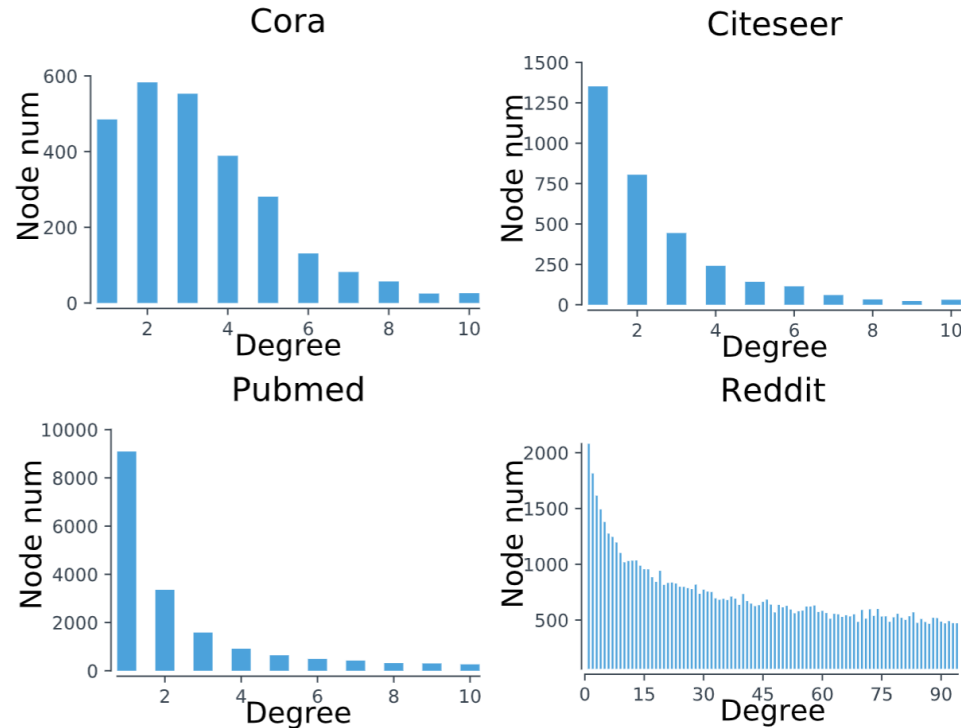 Cora
600
400
200
0
Node num
2 4 6 8 10
Degree
Citeseer
1500
1250
1000
750
500
250
0
Node num
2 4 6 8 10
Degree
Pubmed
10000
8000
6000
4000
2000
0
Node num
2 4 6 8 10
Degree
Reddit
2000
1500
1000
500
Node num
0 15 30 45 60 75 90
Degree